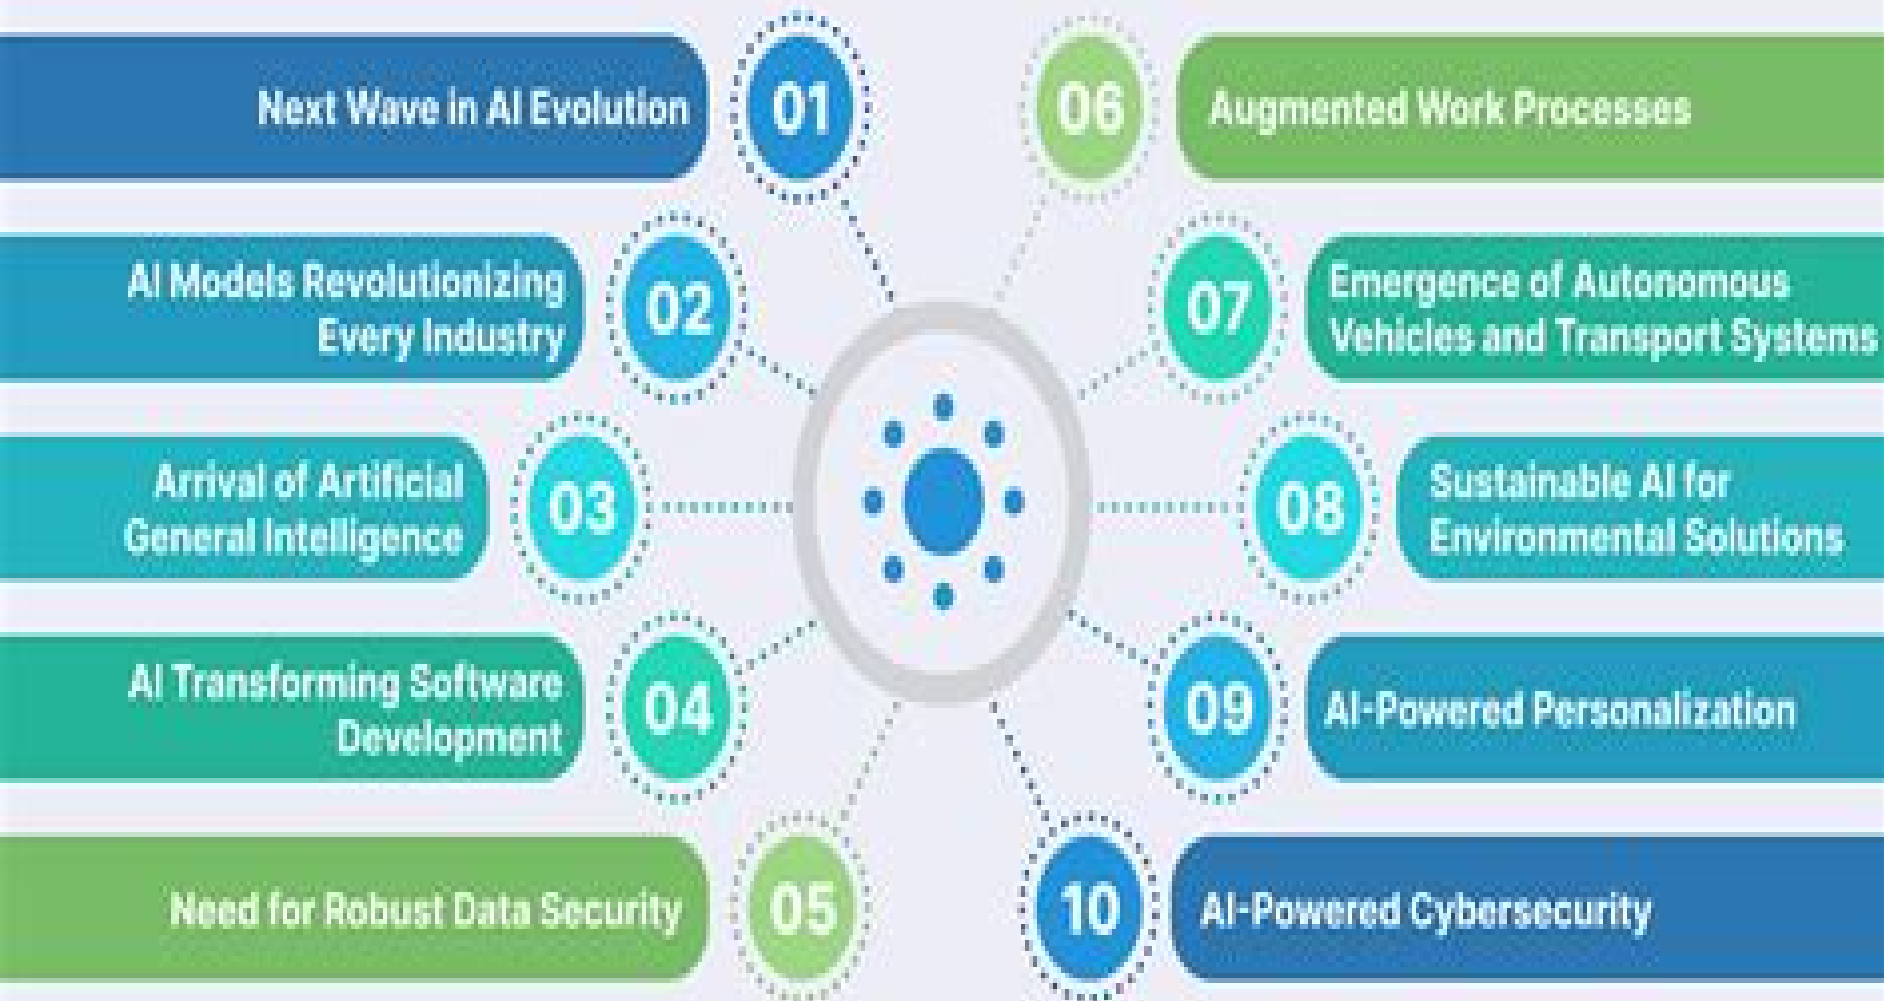 01
Next Wave in AI Evolution
02
AI Models Revolutionizing
Every Industry
03
Arrival of Artificial
General Intelligence
04
AI Transforming Software
Development
05
Need for Robust Data Security
06
Augmented Work Processes
07
Emergence of Autonomous
Vehicles and Transport Systems
08
Sustainable AI for
Environmental Solutions
09
AI-Powered Personalization
10
AI-Powered Cybersecurity